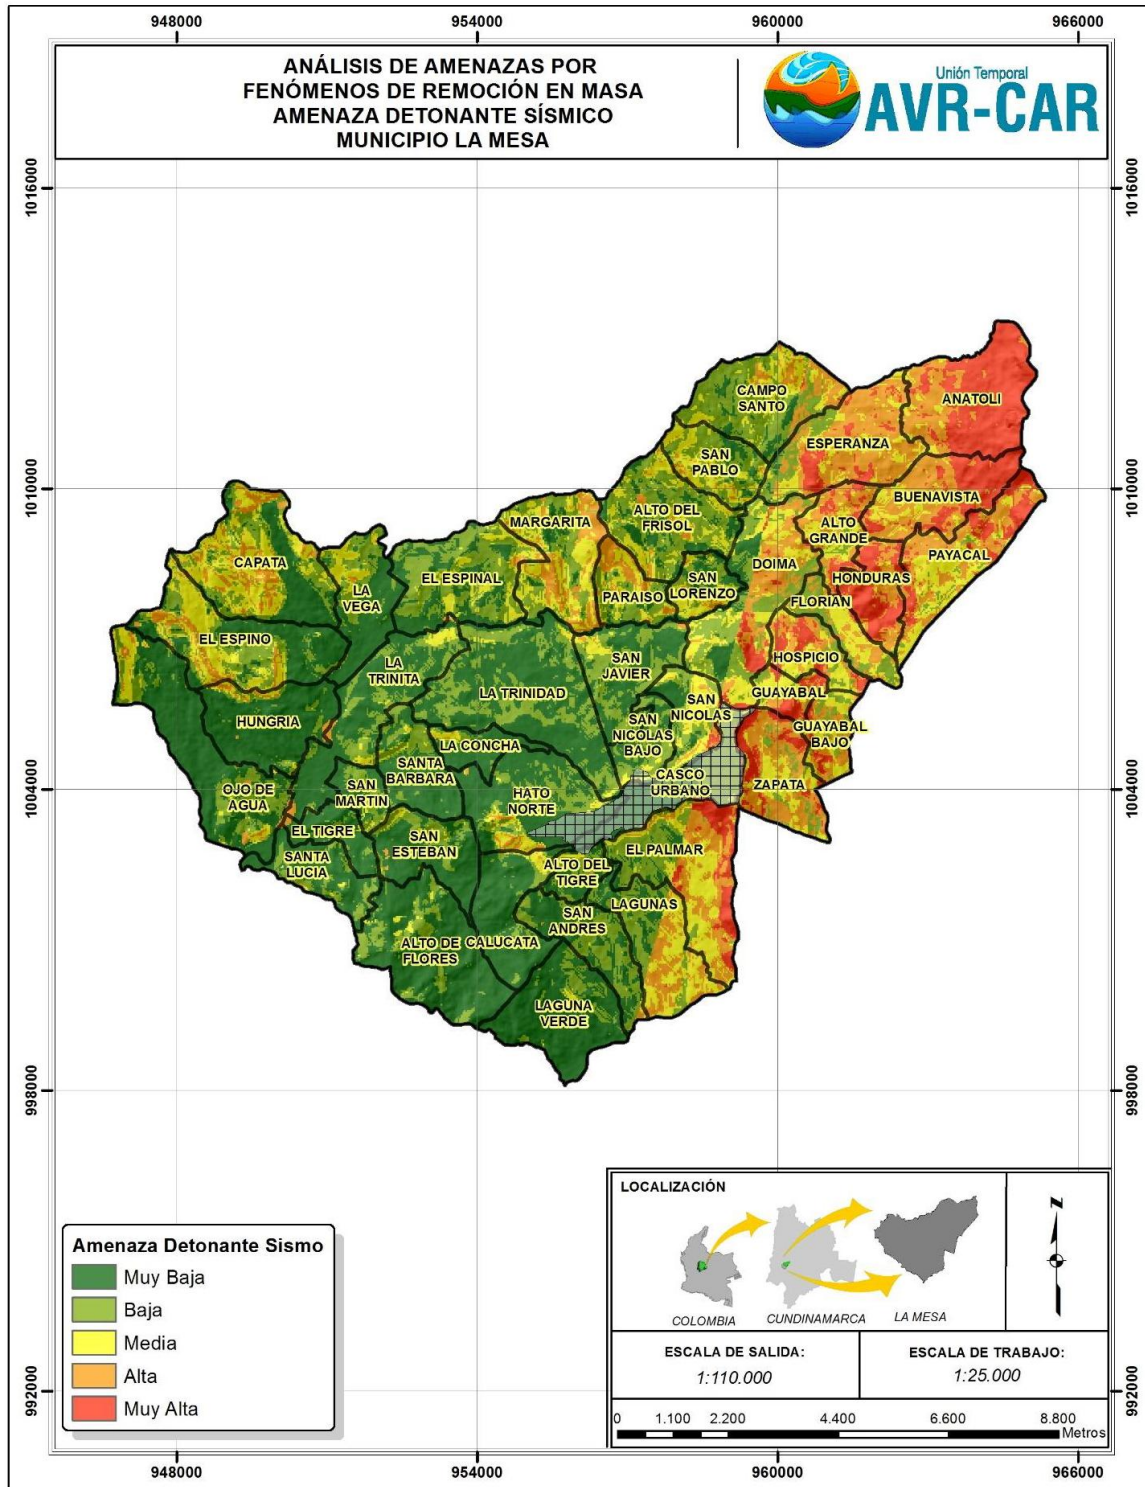 948000
954000
960000
966000
ANÁLISIS DE AMENAZAS POR
FENÓMENOS DE REMOCIÓN EN MASA
AMENAZA DETONANTE SÍSMICO
MUNICIPIO LA MESA
Unión Temporal
AVR-CAR
1016000
1016000
CAMPO
SANTO
ANATOLI
ESPERANZA
SAN
PABLO
1010000
1010000
BUENAVISTA
MARGARITA
ALTO DEL
FRISOL
ALTO
GRANDE
PAYACAL
CAPATA
EL ESPINAL
LA
VEGA
PARAISO
SAN
LORENZO
DOIMA
HONDURAS
FLORIAN
EL ESPINO
LA
TRINITA
SAN
JAVIER
HOSPICIO
HUNGRIA
LA TRINIDAD
SAN
NICOLAS
GUAYABAL
SAN
NICOLAS
BAJO
GUAYABAL
BAJO
LA CONCHA
SANTA
BARBARA
CASCO
URBANO
ZAPATA
1004000
1004000
OJO DE
AGUA
SAN
MARTIN
HATO
NORTE
EL TIGRE
SAN
ESTEBAN
EL PALMAR
SANTA
LUCIA
ALTO DEL
TIGRE
LAGUNAS
SAN
ANDRES
ALTO DE
FLORES
CALUCATA
LAGUNA
VERDE
998000
998000
LOCALIZACIÓN
COLOMBIA
CUNDINAMARCA
LA MESA
Z
ESCALA DE SALIDA:
1:110.000
ESCALA DE TRABAJO:
1:25.000
0 1.100 2.200 4.400 6.600 8.800
Metros
Amenaza Detonante Sismo
Muy Baja
Baja
Media
Alta
Muy Alta
992000
992000
948000
954000
960000
966000